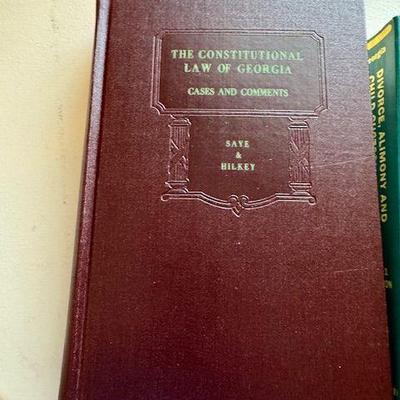 THE CONSTITUTIONAL
LAW OF GEORGIA
CASES AND COMMENTS
SAYE
&
HILKEY
DIVORCE, ALIMONY AND